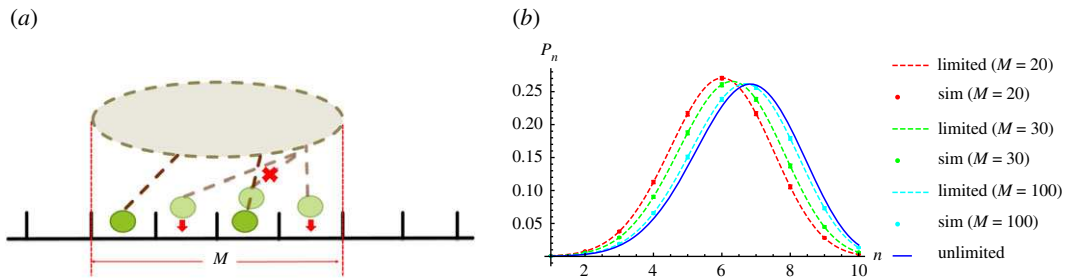 (a)
M
(b)
P_n
0.25
0.20
0.15
0.10
0.05
2 4 6 8 10
n
limited (M = 20)
sim (M = 20)
limited (M = 30)
sim (M = 30)
limited (M = 100)
sim (M = 100)
unlimited